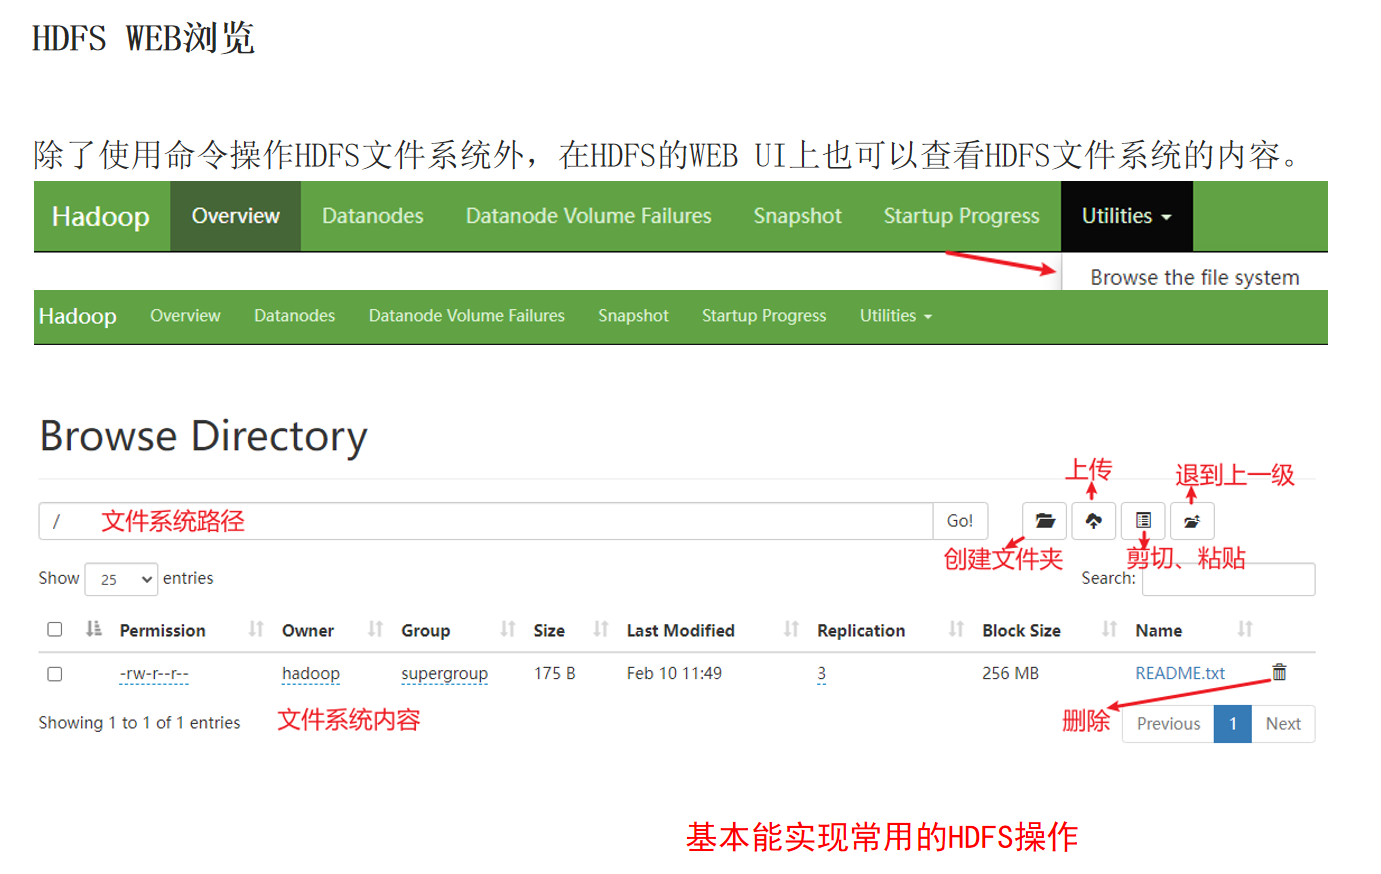 HDFS WEB浏览
除了使用命令操作HDFS文件系统外，在HDFS的WEB UI上也可以查看HDFS文件系统的内容。
Hadoop Overview Datanodes Datanode Volume Failures Snapshot Startup Progress Utilities
Browse the file system
Hadoop Overview Datanodes Datanode Volume Failures Snapshot Startup Progress Utilities
Browse Directory
上传 退到上一级
/ 文件系统路径 Go!
创建文件夹 剪切、粘贴
Show 25 entries Search:
Permission Owner Group Size Last Modified Replication Block Size Name
-rw-r--r-- hadoop supergroup 175 B Feb 10 11:49 3 256 MB README.txt
Showing 1 to 1 of 1 entries 文件系统内容 删除 Previous 1 Next
基本能实现常用的HDFS操作